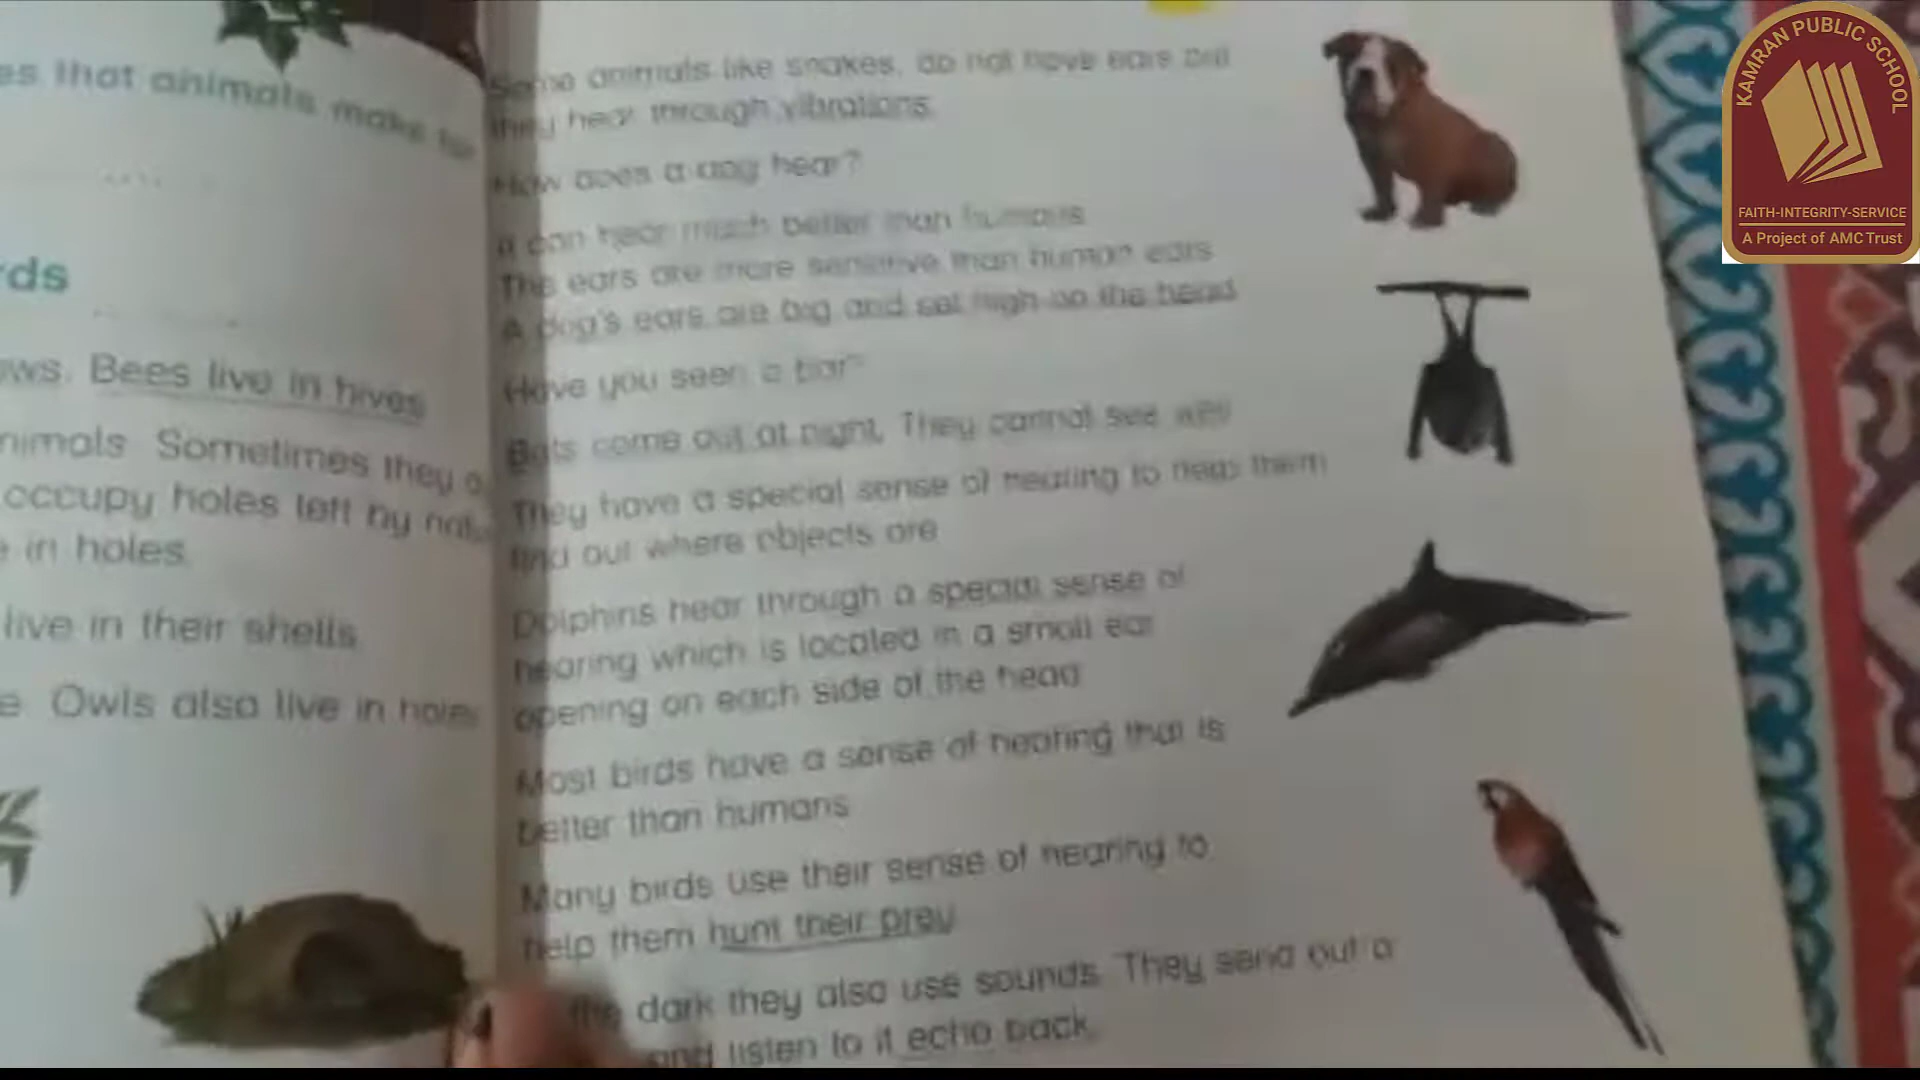 es that animals make
rds
ows. Bees live in hives
nimals. Sometimes they
occupy holes left by
e in holes.
live in their shells.
e. Owls also live in holes
Some animals like snakes, do not have ears but
they hear through vibrations.
How does a dog hear?
It can hear much better than humans.
The ears are more sensitive than human ears.
A dog's ears are big and set high on the head.
Have you seen a bat?
Bats come out at night. They cannot see well.
They have a special sense of hearing to help them
find out where objects are.
Dolphins hear through a special sense of
hearing which is located in a small ear
opening on each side of the head.
Most birds have a sense of hearing that is
better than humans.
Many birds use their sense of hearing to
help them hunt their prey.
the dark they also use sounds. They send out a
and listen to it echo back.
KAMRAN PUBLIC SCHOOL
FAITH-INTEGRITY-SERVICE
A Project of AMC Trust